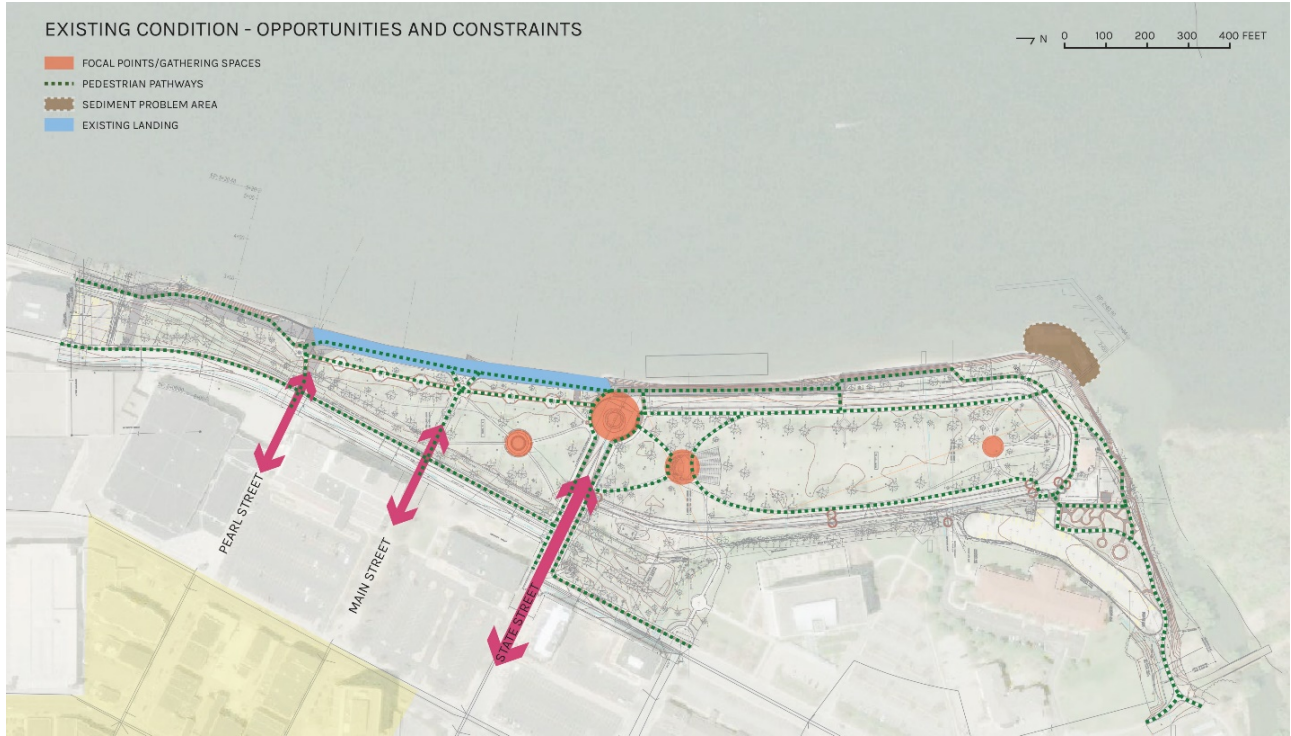 EXISTING CONDITION - OPPORTUNITIES AND CONSTRAINTS
N 0 100 200 300 400 FEET
FOCAL POINTS/GATHERING SPACES
PEDESTRIAN PATHWAYS
SEDIMENT PROBLEM AREA
EXISTING LANDING
PEARL STREET
MAIN STREET
STATE STREET